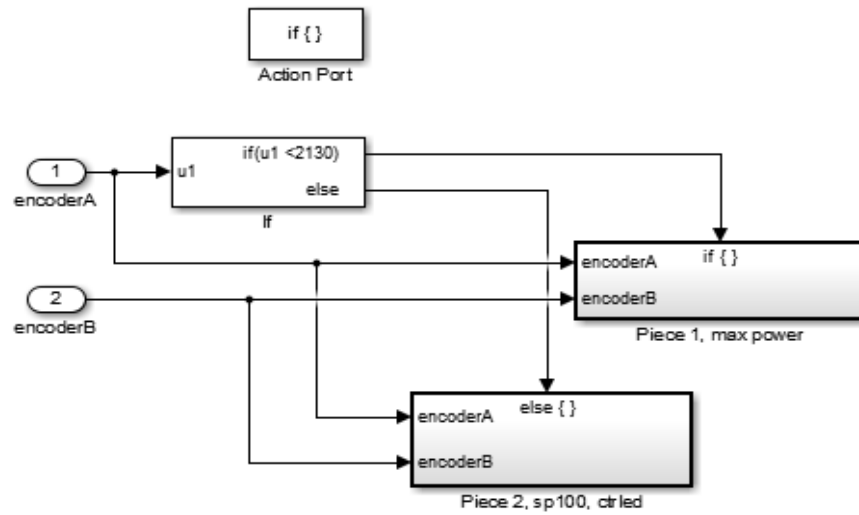 if { }
Action Port
1
encoderA
u1
if(u1 <2130)
else
If
2
encoderB
if { }
encoderA
encoderB
Piece 1, max power
else { }
encoderA
encoderB
Piece 2, sp100, ctrled